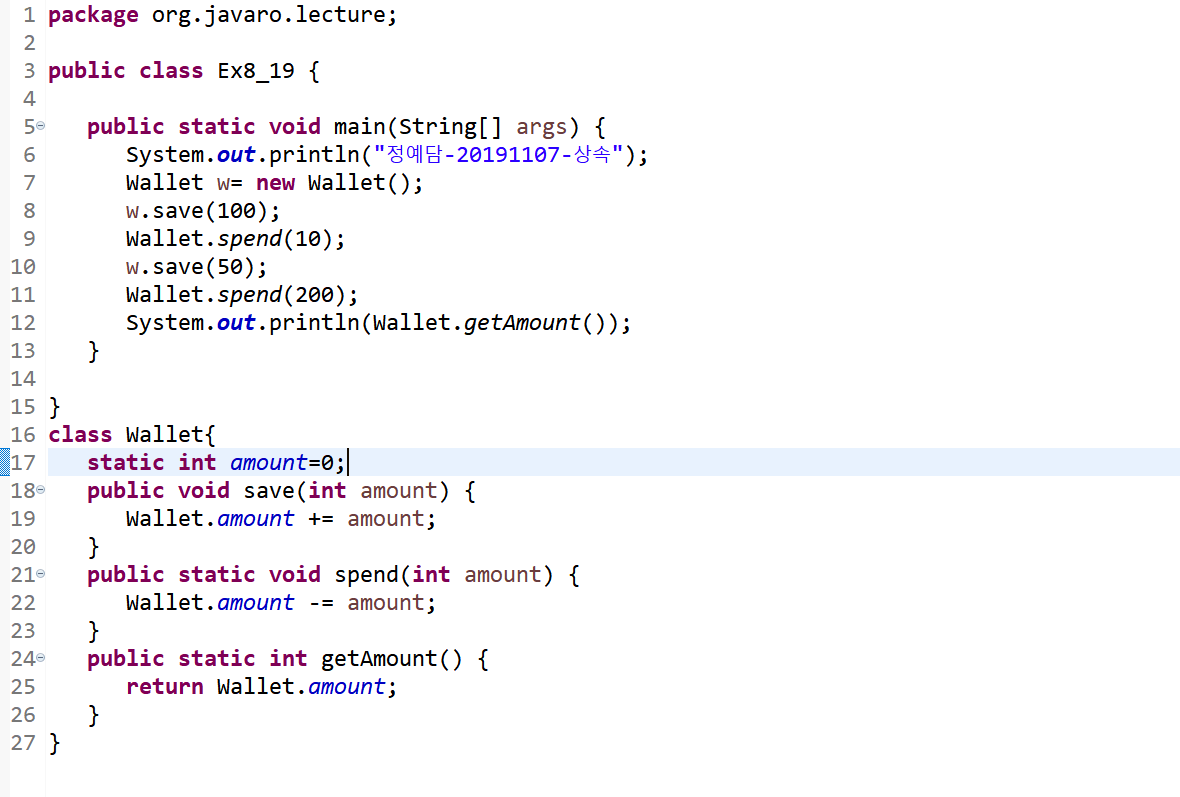 1 package org.javaro.lecture;
2
3 public class Ex8_19 {
4
5 public static void main(String[] args) {
6 System.out.println("정예담-20191107-상속");
7 Wallet w= new Wallet();
8 w.save(100);
9 Wallet.spend(10);
10 w.save(50);
11 Wallet.spend(200);
12 System.out.println(Wallet.getAmount());
13 }
14
15 }
16 class Wallet{
17 static int amount=0;
18 public void save(int amount) {
19 Wallet.amount += amount;
20 }
21 public static void spend(int amount) {
22 Wallet.amount -= amount;
23 }
24 public static int getAmount() {
25 return Wallet.amount;
26 }
27 }